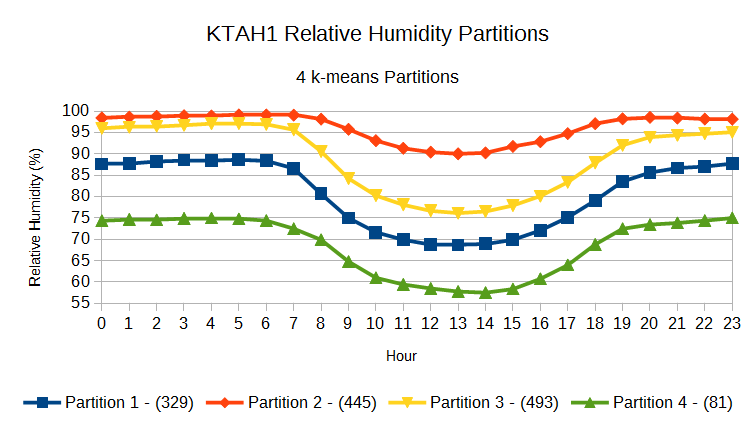 KTAH1 Relative Humidity Partitions
4 k-means Partitions
Relative Humidity (%)
100
95
90
85
80
75
70
65
60
55
0 1 2 3 4 5 6 7 8 9 10 11 12 13 14 15 16 17 18 19 20 21 22 23
Hour
Partition 1 - (329) Partition 2 - (445) Partition 3 - (493) Partition 4 - (81)